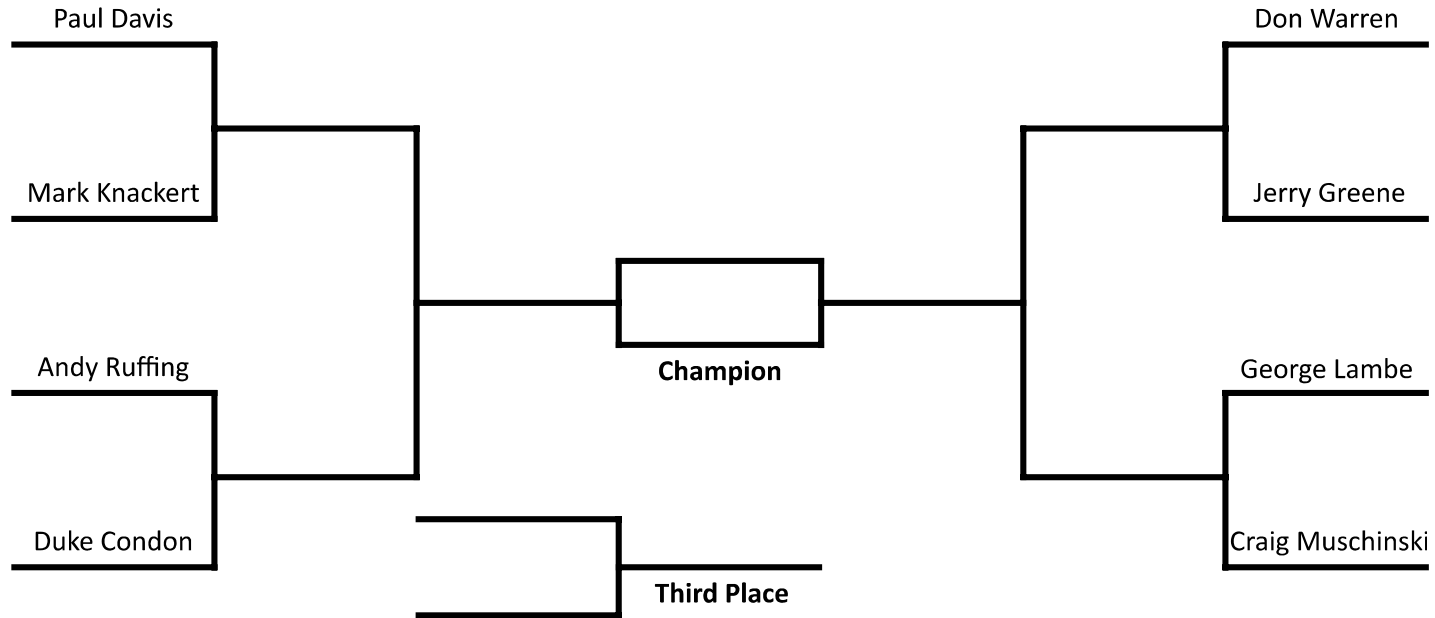 Paul Davis
Don Warren
Mark Knackert
Jerry Greene
Champion
Andy Ruffing
George Lambe
Duke Condon
Craig Muschinski
Third Place